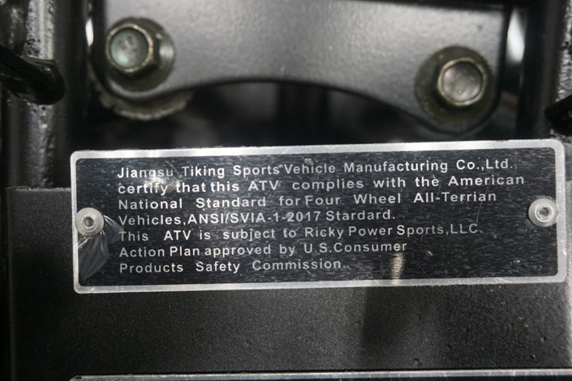 Jiangsu Tiking Sports Vehicle Manufacturing Co.,Ltd.
certify that this ATV complies with the American
National Standard for Four Wheel All-Terrian
Vehicles,ANSI/SVIA-1-2017 Stardard.
This ATV is subject to Ricky Power Sports,LLC.
Action Plan approved by U.S.Consumer
Products Safety Commission.